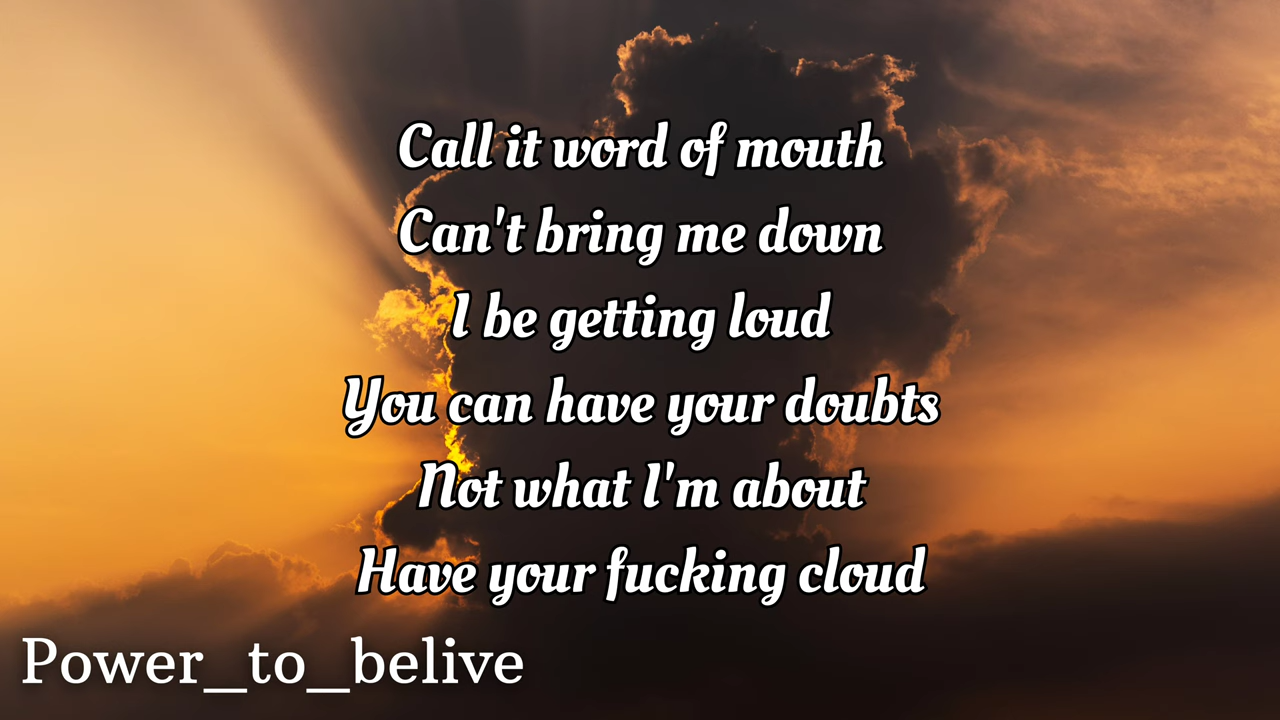 Call it word of mouth
Can't bring me down
I be getting loud
You can have your doubts
Not what I'm about
Have your fucking cloud
Power_to_belive